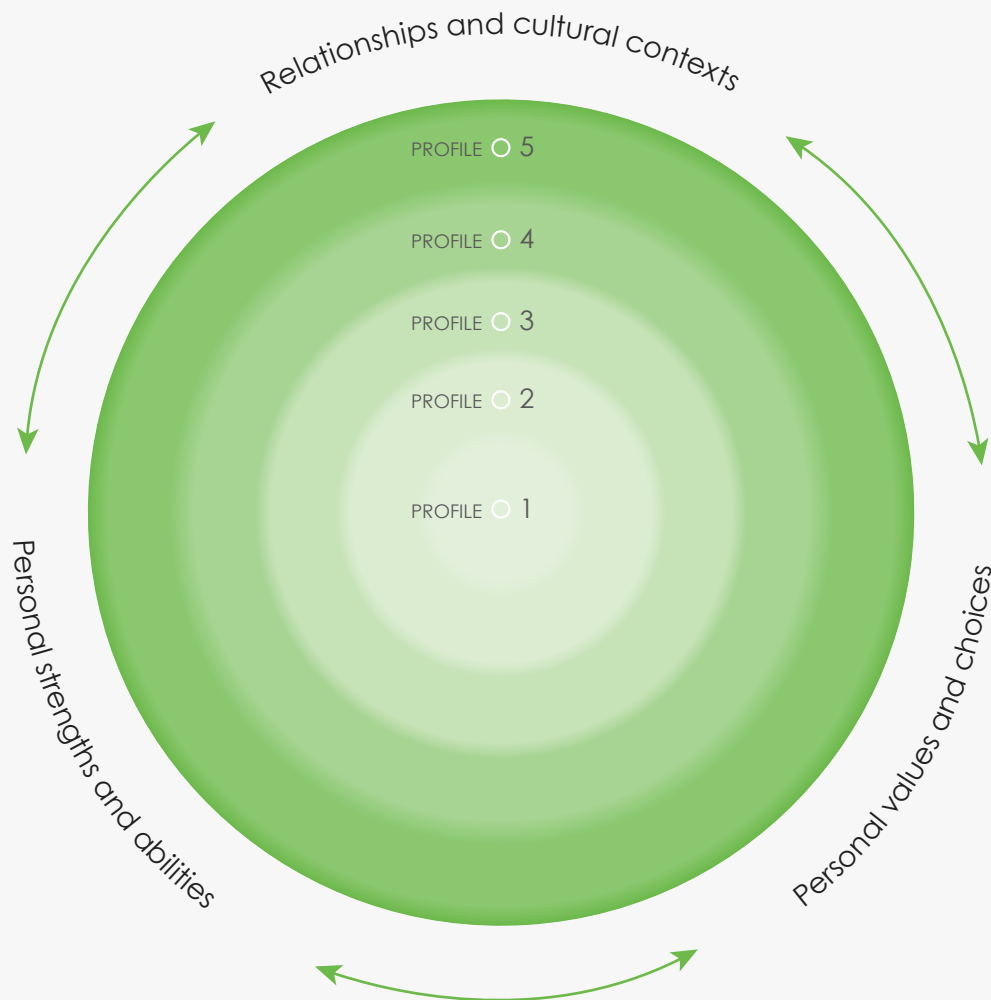 Relationships and cultural contexts
PROFILE 5
PROFILE 4
PROFILE 3
PROFILE 2
PROFILE 1
Personal strengths and abilities
Personal values and choices